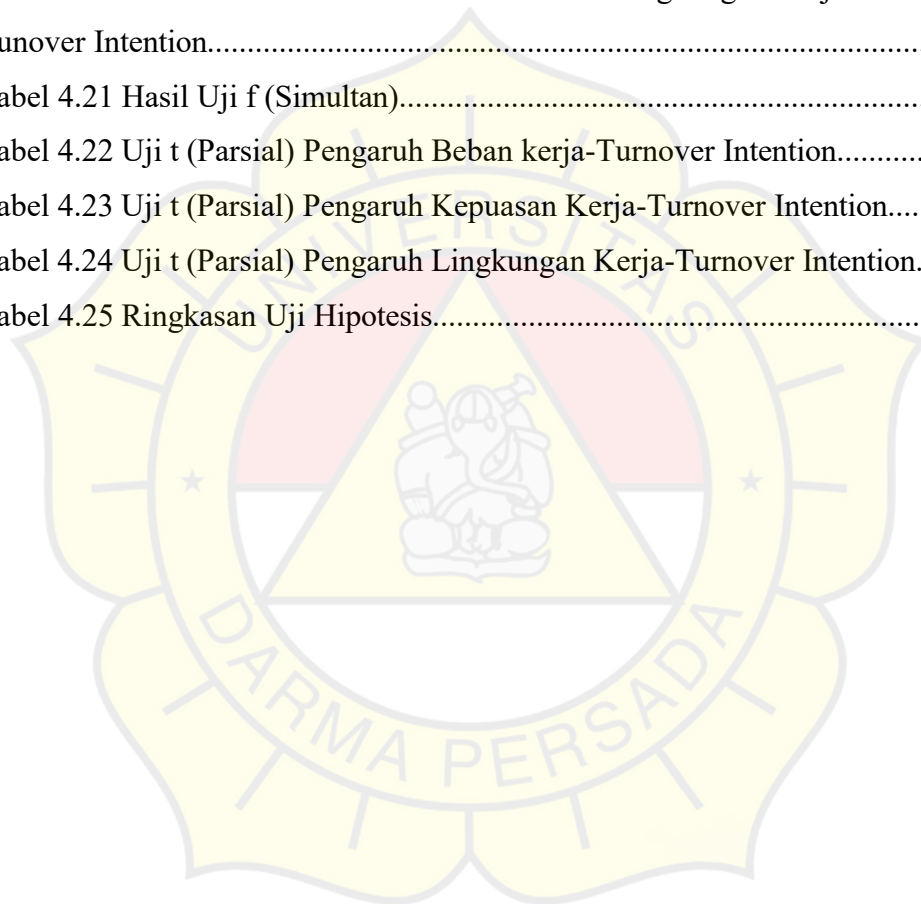 unover Intention
abel 4.21 Hasil Uji f (Simultan)
abel 4.22 Uji t (Parsial) Pengaruh Beban kerja-Turnover Intention
abel 4.23 Uji t (Parsial) Pengaruh Kepuasan Kerja-Turnover Intention
abel 4.24 Uji t (Parsial) Pengaruh Lingkungan Kerja-Turnover Intention
abel 4.25 Ringkasan Uji Hipotesis
UNIVERSITAS
DARMA PERSADA